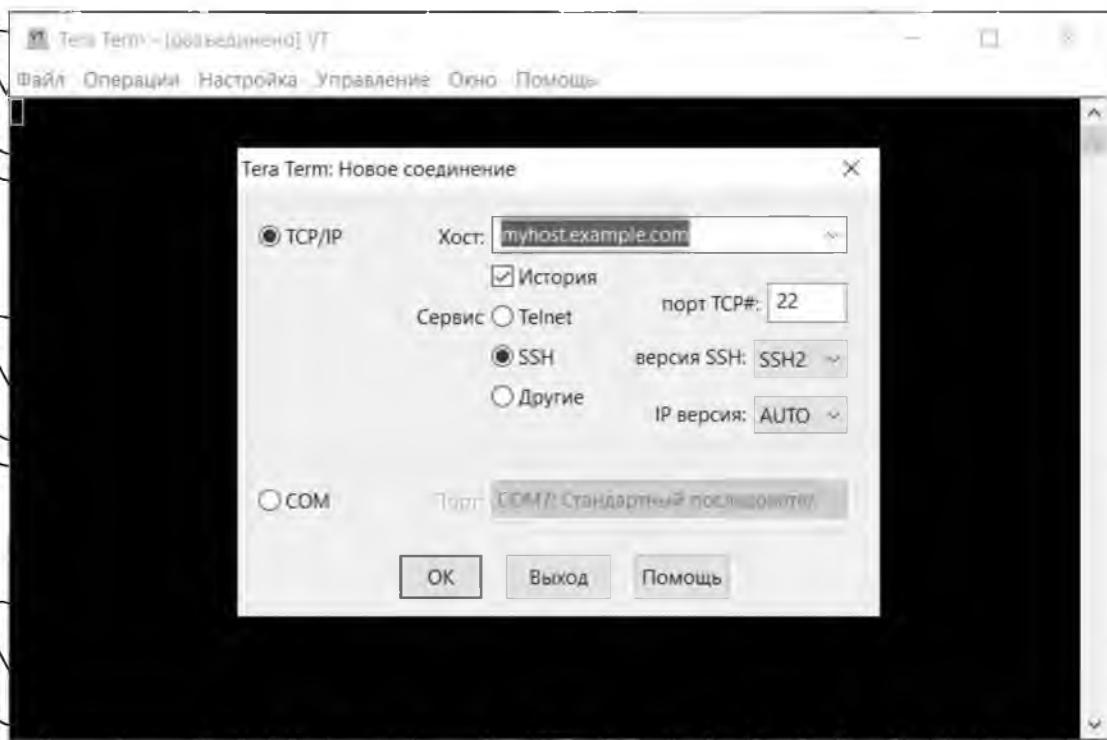 Tera Term - [разъединено] VT
Файл Операции Настройка Управление Окно Помощь
Tera Term: Новое соединение
TCP/IP Хост: myhost.example.com
История
Сервис Telnet порт TCP#: 22
SSH версия SSH: SSH2
Другие IP версия: AUTO
COM Порт: COM7: Стандартный последовател
OK Выход Помощь